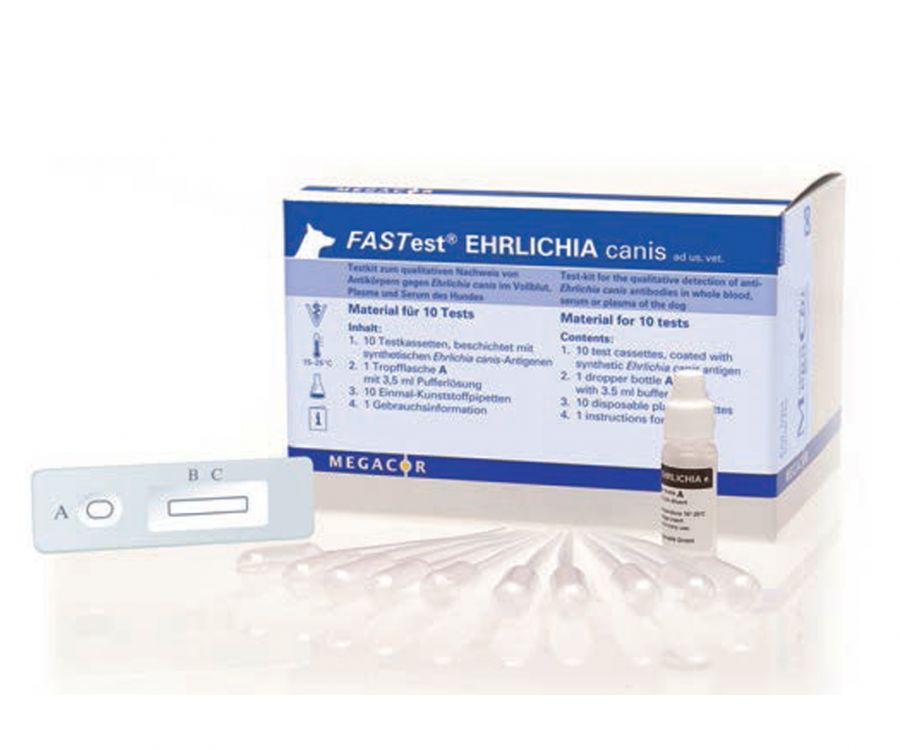 MEGACOR
FASTest® EHRLICHIA canis ad us. vet.
Testkit zum qualitativen Nachweis von
Antikörpern gegen Ehrlichia canis im Vollblut,
Plasma und Serum des Hundes
Material für 10 Tests
Inhalt:
1. 10 Testkassetten, beschichtet mit
synthetischen Ehrlichia canis-Antigenen
2. 1 Tropfflasche A
mit 3,5 ml Pufferlösung
3. 10 Einmal-Kunststoffpipetten
4. 1 Gebrauchsinformation
15-25°C
Test-kit for the qualitative detection of anti-
Ehrlichia canis antibodies in whole blood,
serum or plasma of the dog
Material for 10 tests
Contents:
1. 10 test cassettes, coated with
synthetic Ehrlichia canis antigen
2. 1 dropper bottle A
with 3.5 ml buffer
3. 10 disposable
4. 1 instructions for
MEGACOR
MEGACOR
MEGACOR
EHRLICHIA
A
A
B C